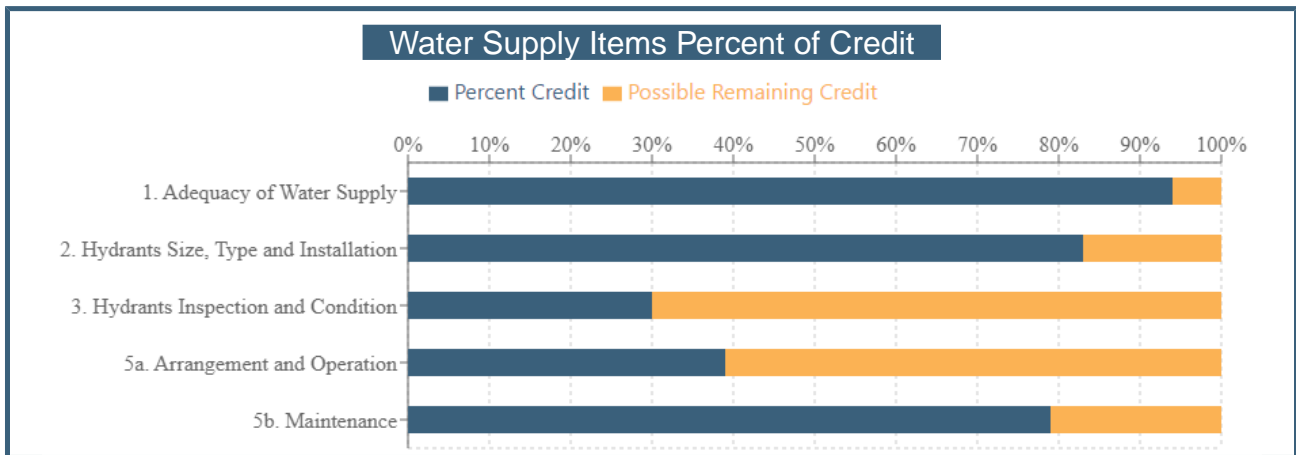 Water Supply Items Percent of Credit
Percent Credit Possible Remaining Credit
0% 10% 20% 30% 40% 50% 60% 70% 80% 90% 100%
1. Adequacy of Water Supply
2. Hydrants Size, Type and Installation
3. Hydrants Inspection and Condition
5a. Arrangement and Operation
5b. Maintenance